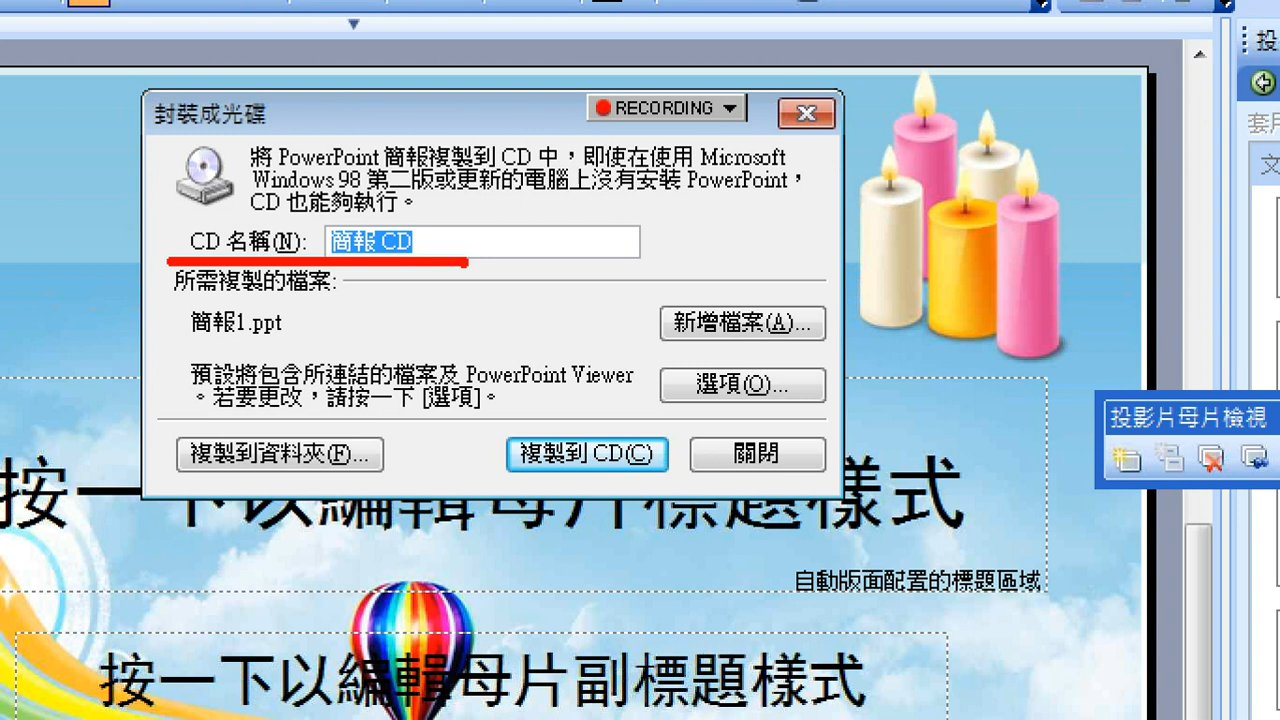 投
封裝成光碟
RECORDING
套用
文
將 PowerPoint 簡報複製到 CD 中，即使在使用 Microsoft
Windows 98 第二版或更新的電腦上沒有安裝 PowerPoint，
CD 也能夠執行。
CD 名稱(N):
簡報 CD
所需複製的檔案:
簡報1.ppt
新增檔案(A)...
預設將包含所連結的檔案及 PowerPoint Viewer
。若要更改，請按一下 [選項]。
選項(O)...
複製到資料夾(F)...
複製到 CD(C)
關閉
投影片母片檢視
按一下以編輯母片標題樣式
自動版面配置的標題區域
按一下以編輯母片副標題樣式